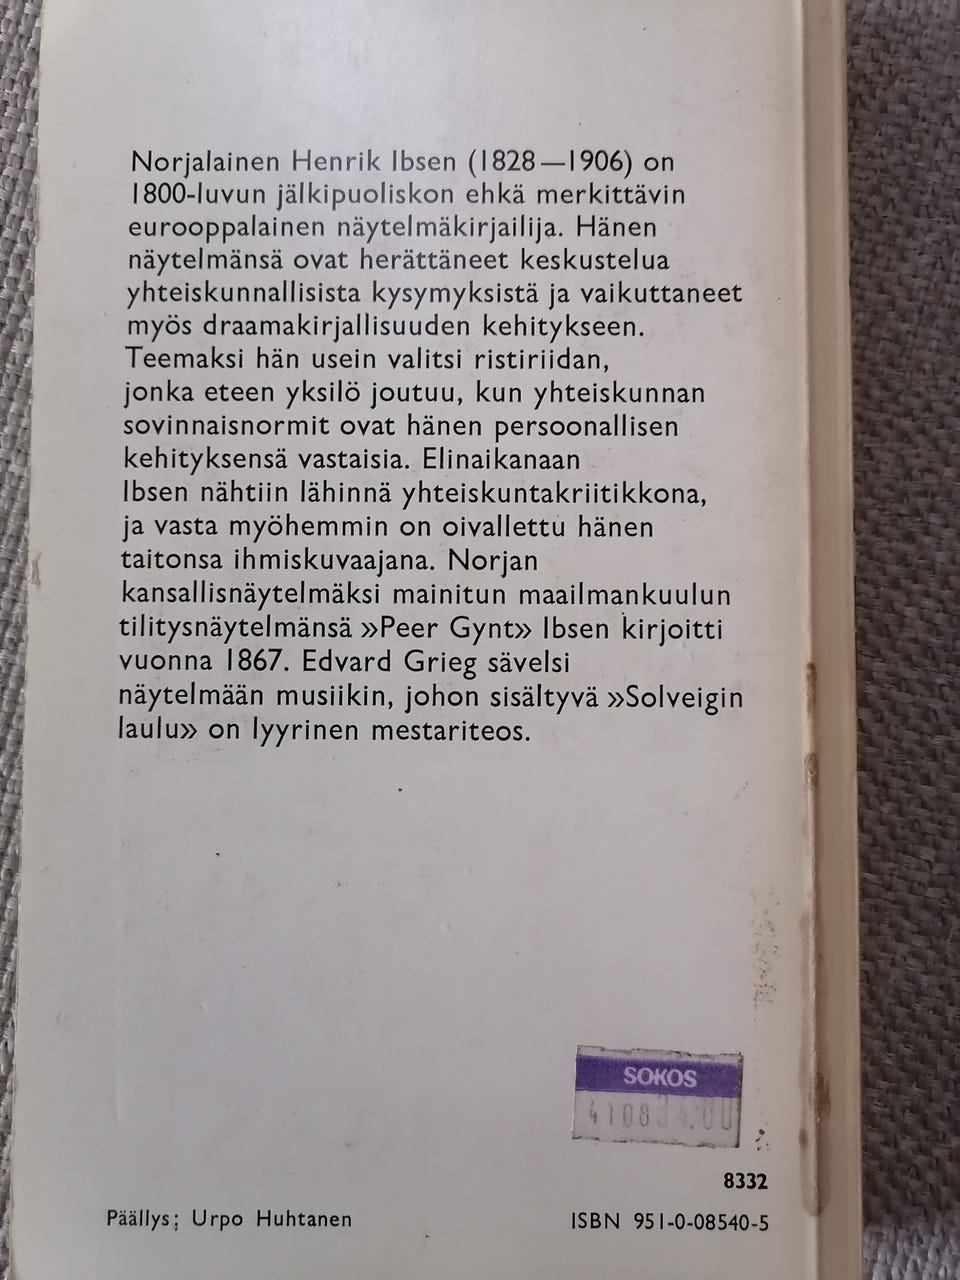 Norjalainen Henrik Ibsen (1828—1906) on
1800-luvun jälkipuoliskon ehkä merkittävin
eurooppalainen näytelmäkirjailija. Hänen
näytelmänsä ovat herättäneet keskustelua
yhteiskunnallisista kysymyksistä ja vaikuttaneet
myös draamakirjallisuuden kehitykseen.
Teemaksi hän usein valitsi ristiriidan,
jonka eteen yksilö joutuu, kun yhteiskunnan
sovinnaisnormit ovat hänen persoonallisen
kehityksensä vastaisia. Elinaikanaan
Ibsen nähtiin lähinnä yhteiskuntakriitikkona,
ja vasta myöhemmin on oivallettu hänen
taitonsa ihmiskuvaajana. Norjan
kansallisnäytelmäksi mainitun maailmankuulun
tilitysnäytelmänsä »Peer Gynt» Ibsen kirjoitti
vuonna 1867. Edvard Grieg sävelsi
näytelmään musiikin, johon sisältyvä »Solveigin
laulu» on lyyrinen mestariteos.
SOKOS
8332
Päällys; Urpo Huhtanen
ISBN 951-0-08540-5